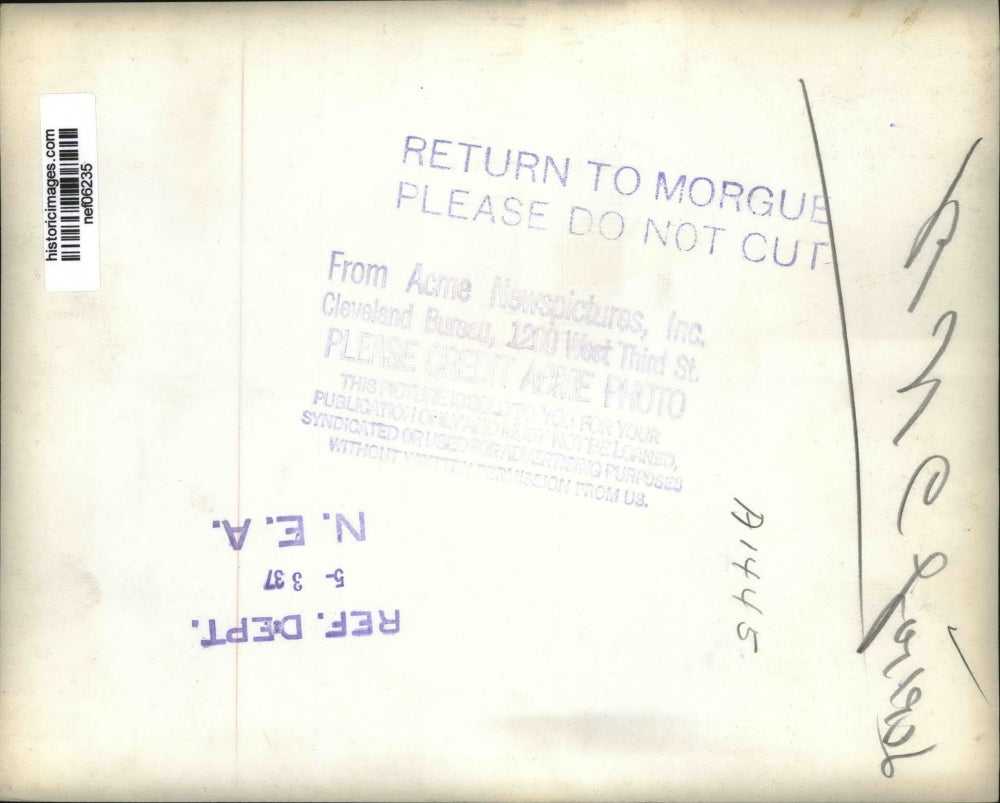 historicimages.com
nef06235
RETURN TO MORGUE
PLEASE DO NOT CUT
From Acme Newspictures, Inc.
Cleveland Bureau, 1200 West Third St.
PLEASE CREDIT ACME PHOTO
THIS PICTURE IS SOLD TO YOU FOR YOUR
PUBLICATION ONLY AND MUST NOT BE LOANED,
SYNDICATED OR USED FOR ADVERTISING PURPOSES
WITHOUT WRITTEN PERMISSION FROM US.
N. E. A.
5- 3 37
REF. DEPT.
A1445